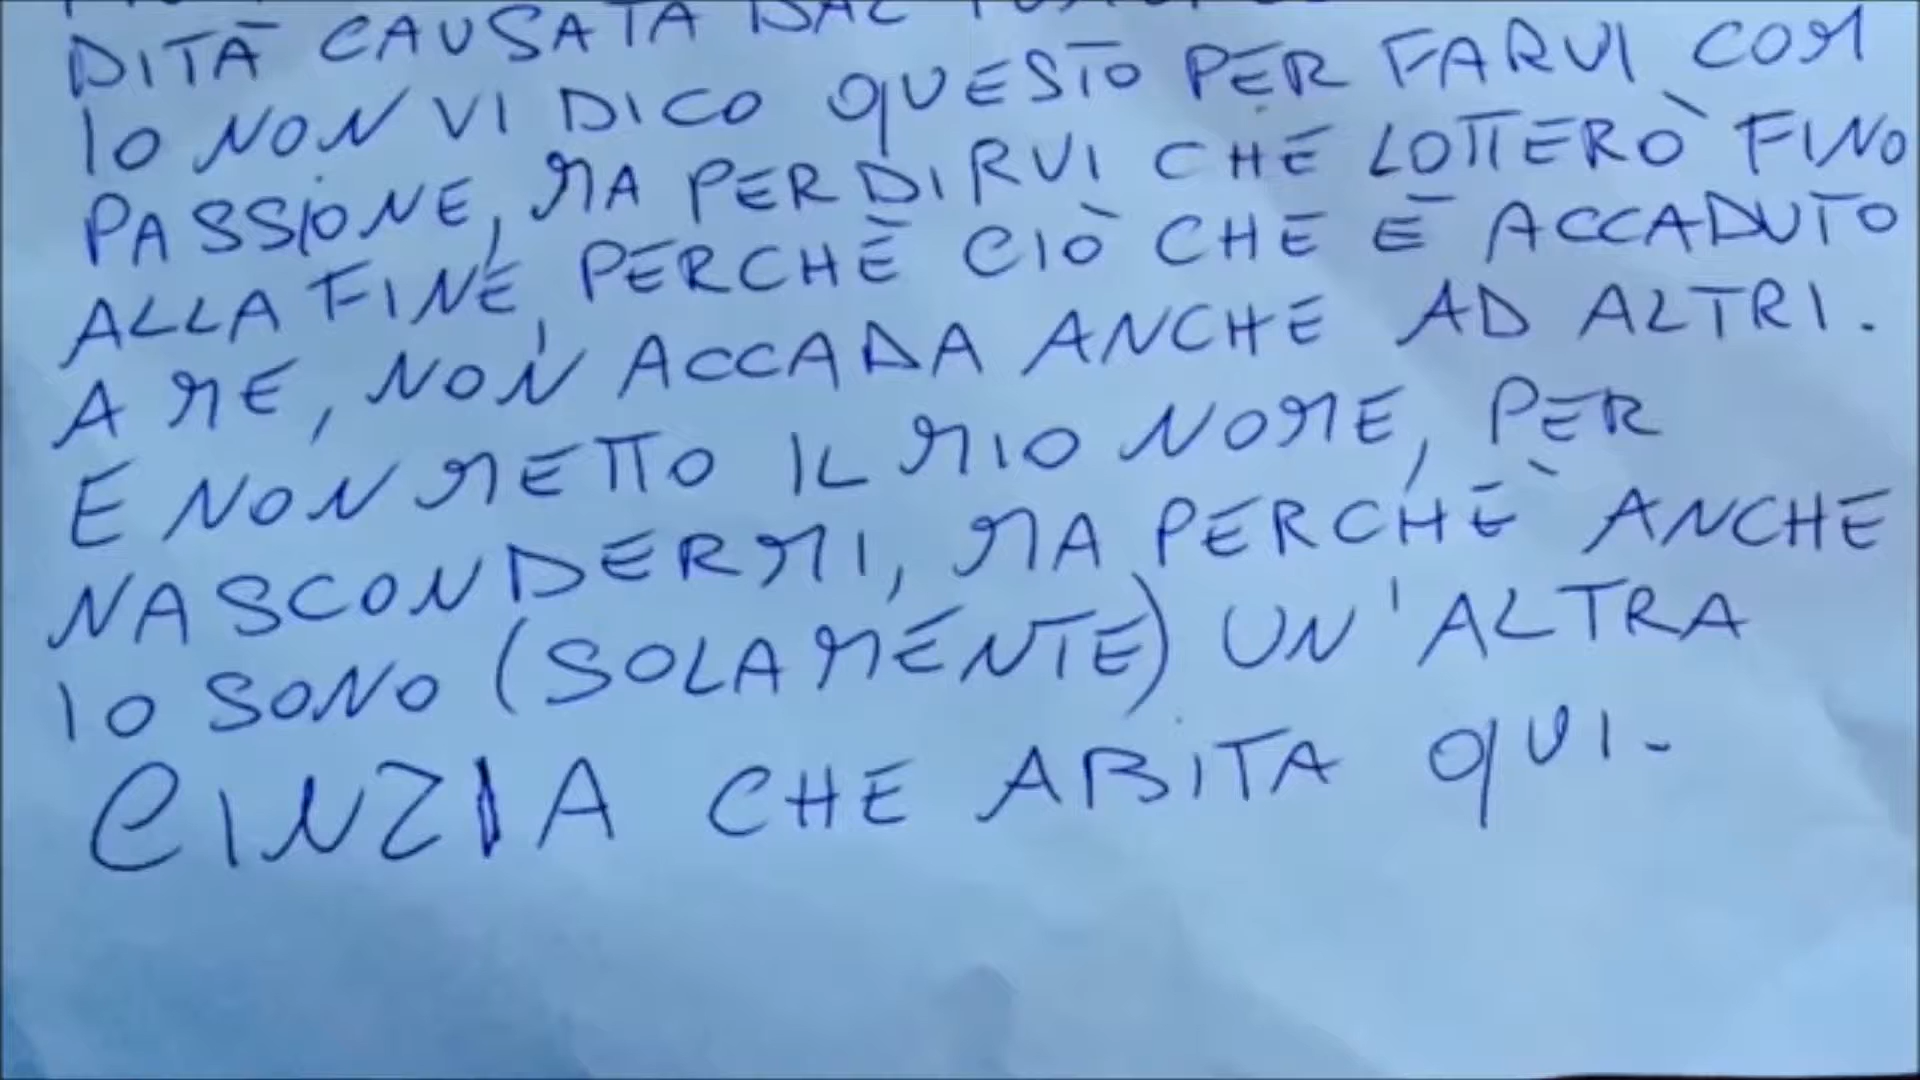 DITÀ CAUSATA DAL
IO NON VI DICO QUESTO PER FARVI COM
PASSIONE, MA PER DIRVI CHE LOTTERÒ FINO
ALLA FINE, PERCHÈ CIÒ CHE È ACCADUTO
A ME, NON ACCADA ANCHE AD ALTRI.
E NON METTO IL MIO NOME, PER
NASCONDERMI, MA PERCHÈ ANCHE
IO SONO (SOLAMENTE) UN'ALTRA
CINZIA CHE ABITA QUI.